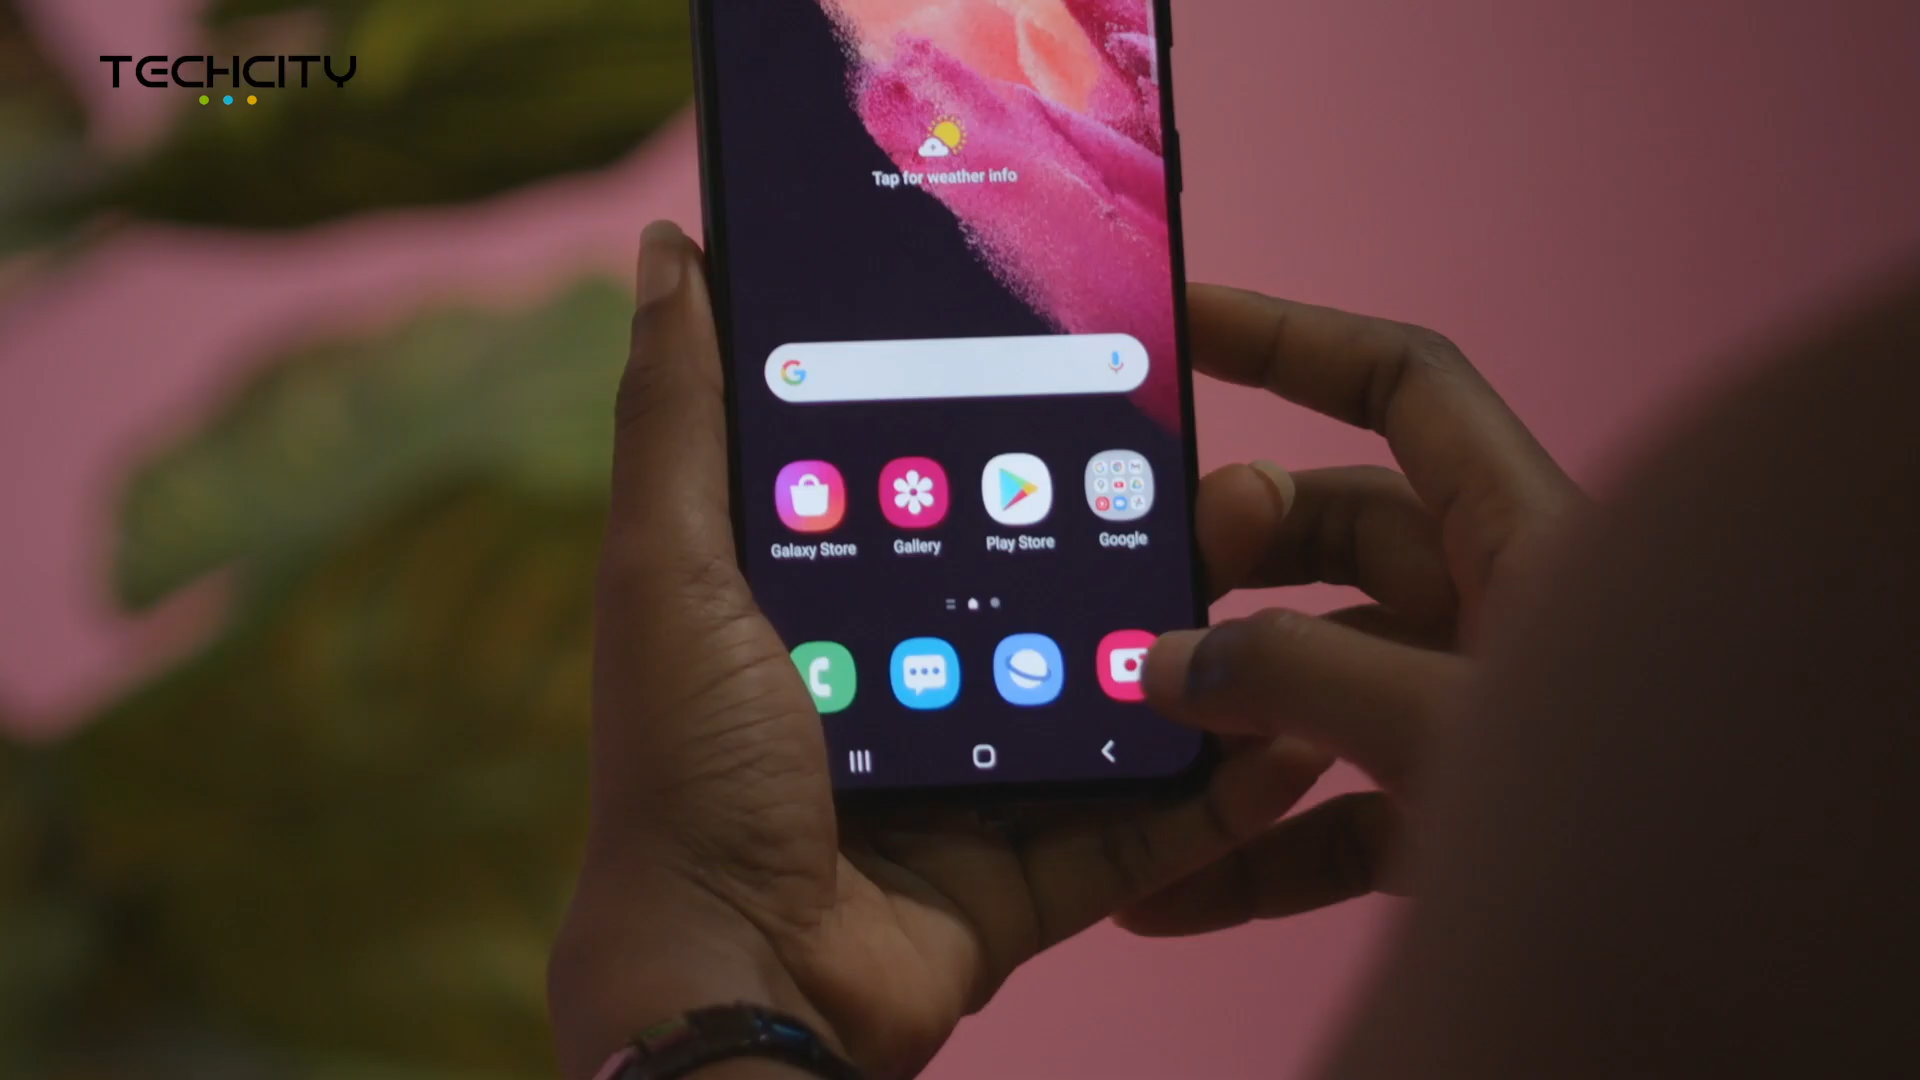 TECHCITY
Tap for weather info
Galaxy Store
Gallery
Play Store
Google